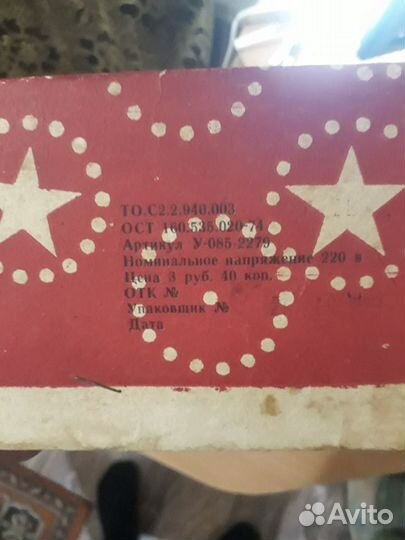 ТО.С2.2.940.003
ОСТ 160.535.020-74
Артикул У-085-2279
Номинальное напряжение 220 в
Цена 3 руб. 40 коп.
ОТК №
Упаковщик №
Дата
Avito